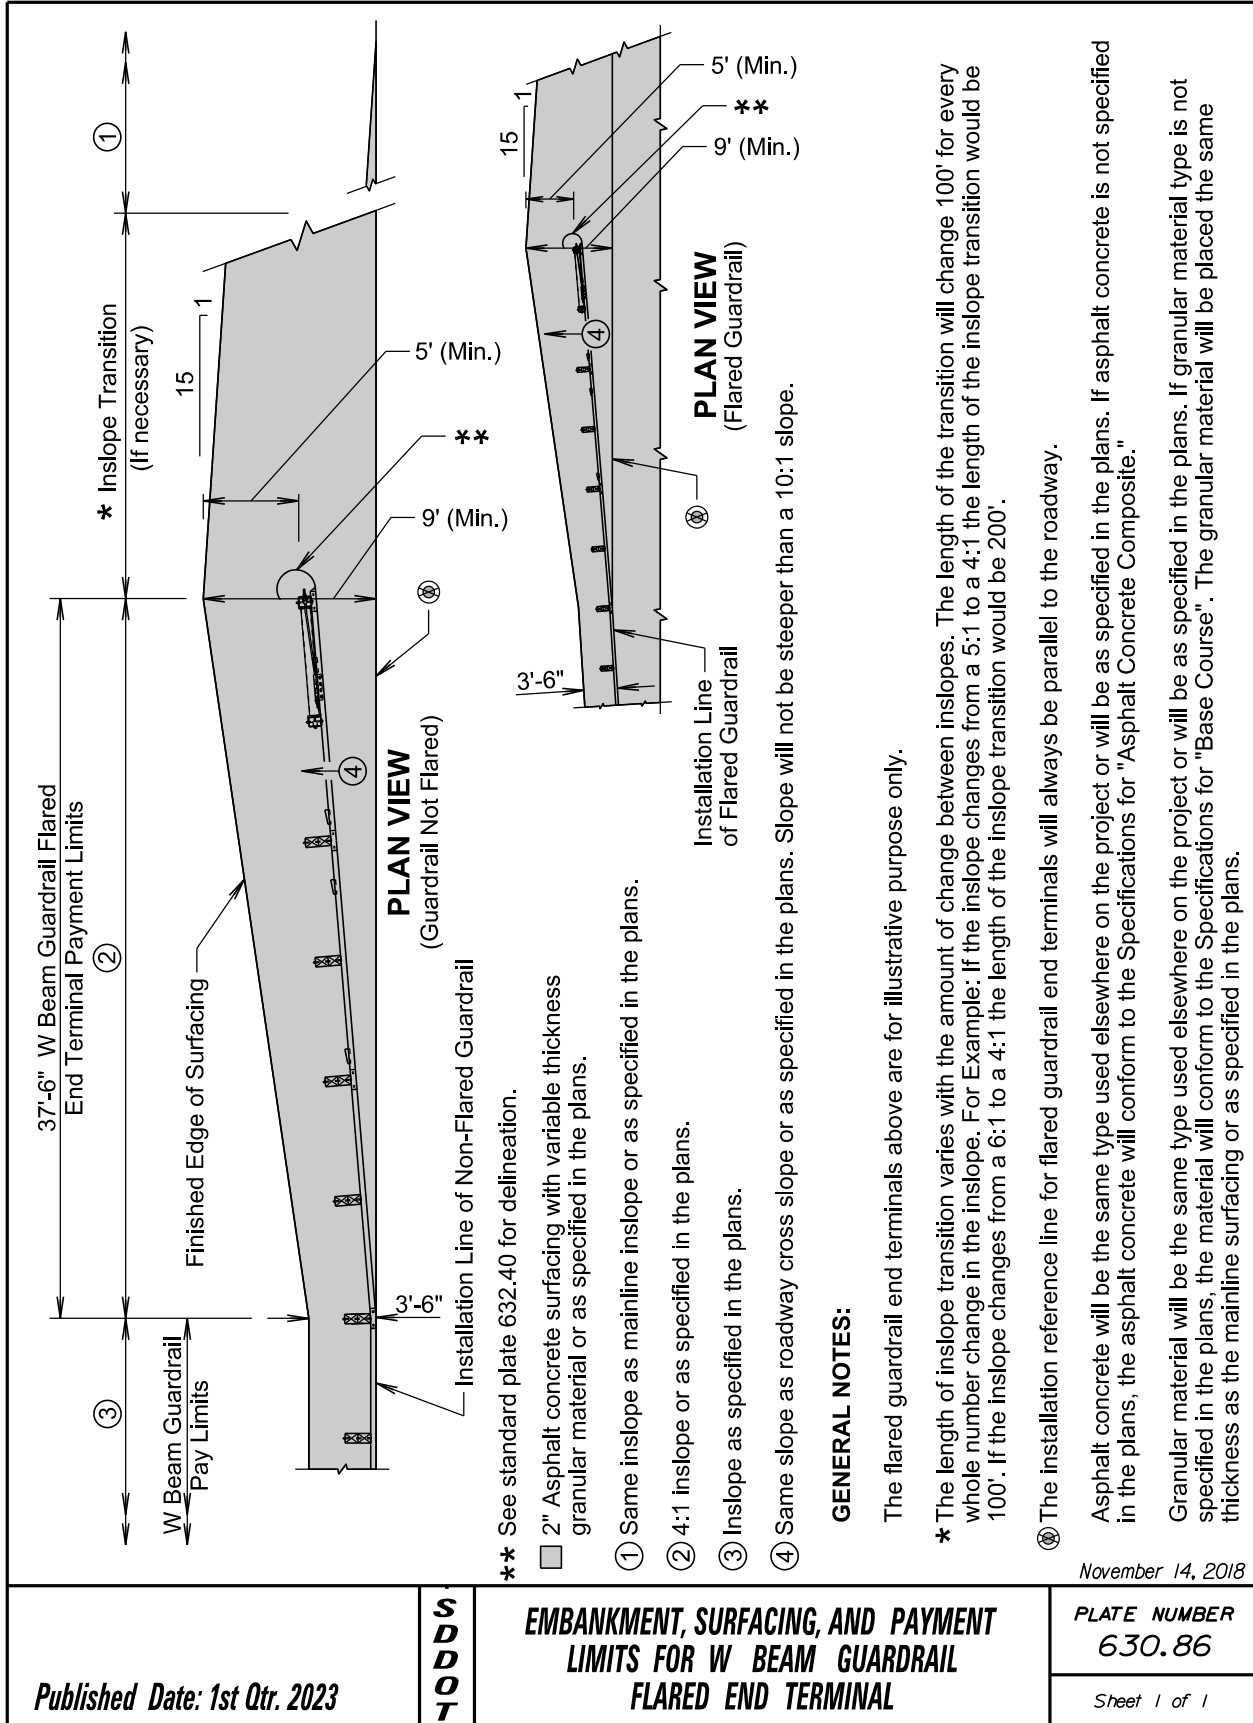 37'-6" W Beam Guardrail Flared
End Terminal Payment Limits
* Inslope Transition
(If necessary)
1
2
3
W Beam Guardrail
Pay Limits
Finished Edge of Surfacing
15
1
5' (Min.)
**
9' (Min.)
4
3'-6"
PLAN VIEW
(Guardrail Not Flared)
Installation Line of Non-Flared Guardrail
15
1
5' (Min.)
**
9' (Min.)
4
3'-6"
PLAN VIEW
(Flared Guardrail)
Installation Line
of Flared Guardrail
** See standard plate 632.40 for delineation.
2" Asphalt concrete surfacing with variable thickness
granular material or as specified in the plans.
1 Same inslope as mainline inslope or as specified in the plans.
2 4:1 inslope or as specified in the plans.
3 Inslope as specified in the plans.
4 Same slope as roadway cross slope or as specified in the plans. Slope will not be steeper than a 10:1 slope.
GENERAL NOTES:
The flared guardrail end terminals above are for illustrative purpose only.
* The length of inslope transition varies with the amount of change between inslopes. The length of the transition will change 100' for every
whole number change in the inslope. For Example: If the inslope changes from a 5:1 to a 4:1 the length of the inslope transition would be
100'. If the inslope changes from a 6:1 to a 4:1 the length of the inslope transition would be 200'.
The installation reference line for flared guardrail end terminals will always be parallel to the roadway.
Asphalt concrete will be the same type used elsewhere on the project or will be as specified in the plans. If asphalt concrete is not specified
in the plans, the asphalt concrete will conform to the Specifications for "Asphalt Concrete Composite."
Granular material will be the same type used elsewhere on the project or will be as specified in the plans. If granular material type is not
specified in the plans, the material will conform to the Specifications for "Base Course". The granular material will be placed the same
thickness as the mainline surfacing or as specified in the plans.
November 14, 2018
Published Date: 1st Qtr. 2023
SDDOT
EMBANKMENT, SURFACING, AND PAYMENT
LIMITS FOR W BEAM GUARDRAIL
FLARED END TERMINAL
PLATE NUMBER
630.86
Sheet 1 of 1